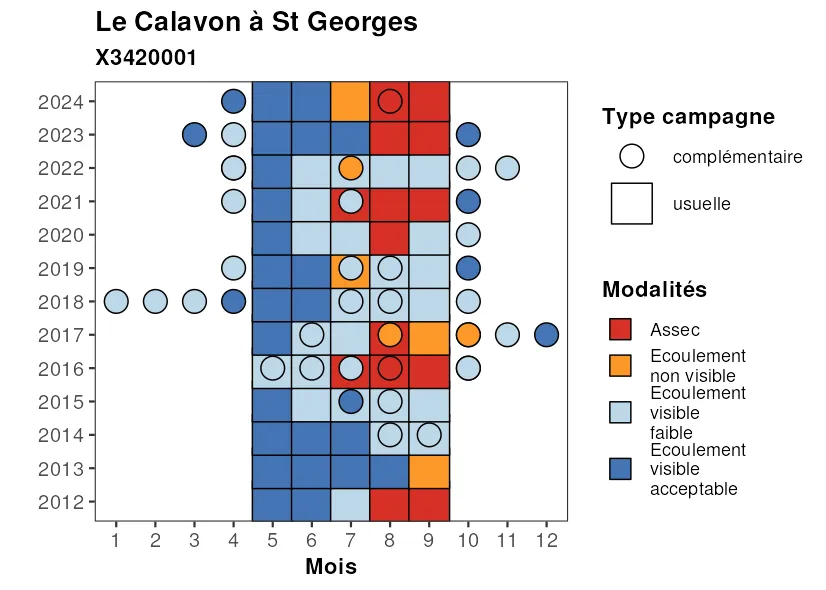 Le Calavon à St Georges
X3420001
2024
2023
2022
2021
2020
2019
2018
2017
2016
2015
2014
2013
2012
1 2 3 4 5 6 7 8 9 10 11 12
Mois
Type campagne
complémentaire
usuelle
Modalités
Assec
Ecoulement
non visible
Ecoulement
visible
faible
Ecoulement
visible
acceptable